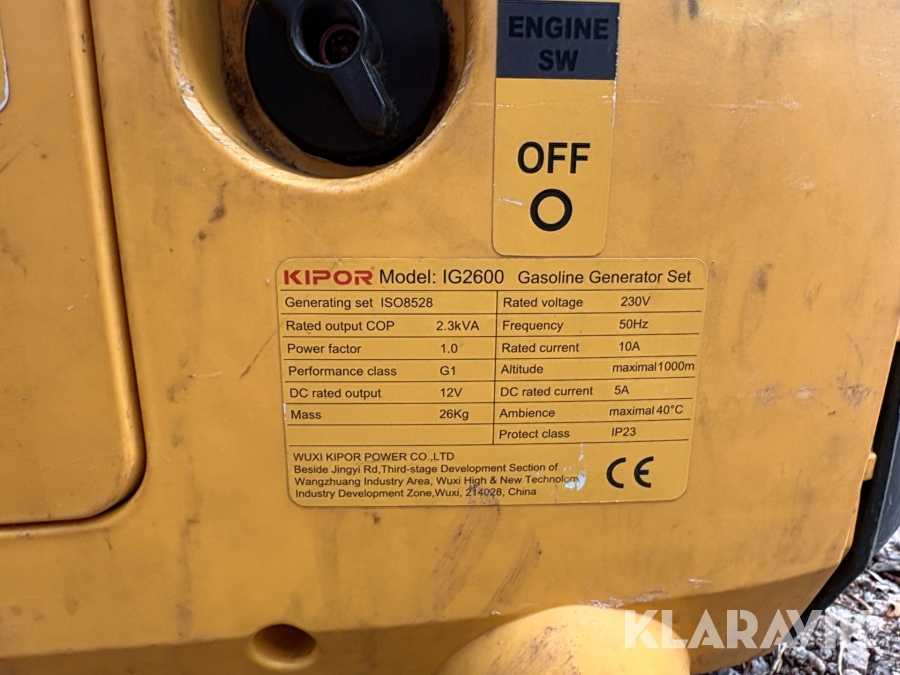 ENGINE
SW
OFF
KIPOR Model: IG2600 Gasoline Generator Set
Generating set ISO8528 Rated voltage 230V
Rated output COP 2.3kVA Frequency 50Hz
Power factor 1.0 Rated current 10A
Performance class G1 Altitude maximal1000m
DC rated output 12V DC rated current 5A
Mass 26Kg Ambience maximal 40°C
Protect class IP23
WUXI KIPOR POWER CO.,LTD
Beside Jingyi Rd,Third-stage Development Section of
Wangzhuang Industry Area, Wuxi High & New Technology
Industry Development Zone,Wuxi, 214028, China
CE